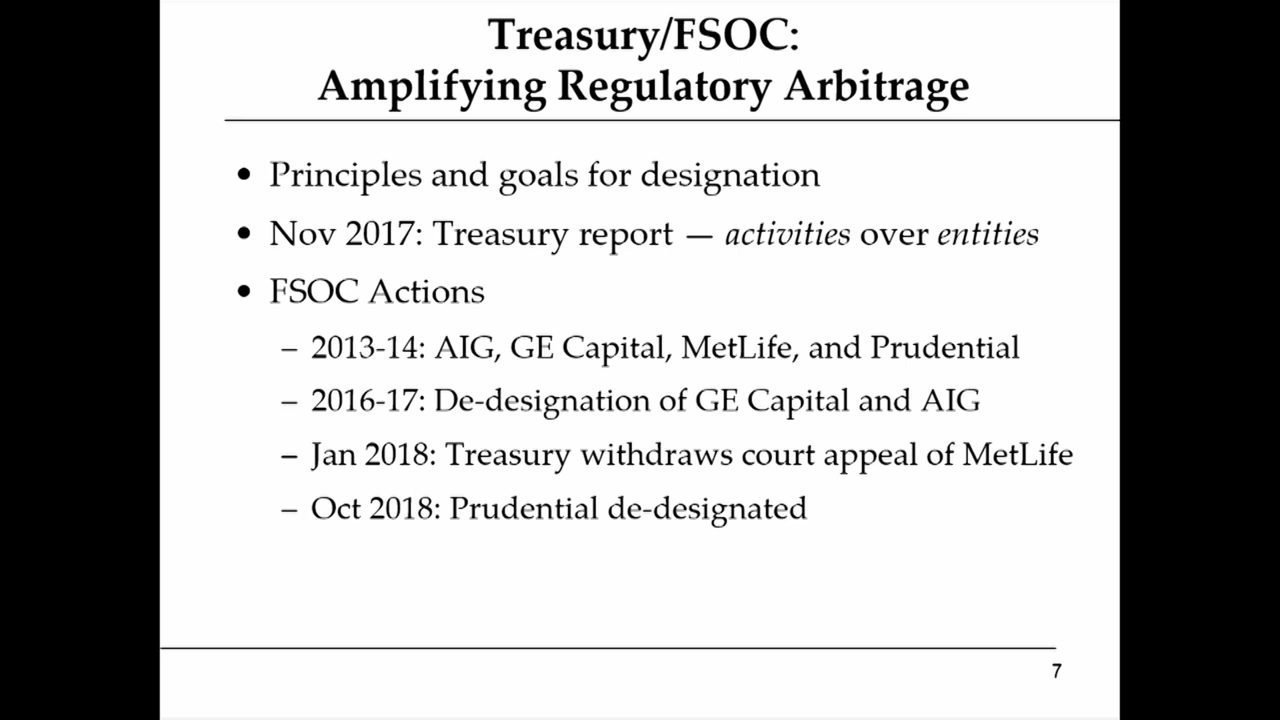 Treasury/FSOC:
Amplifying Regulatory Arbitrage
• Principles and goals for designation
• Nov 2017: Treasury report — activities over entities
• FSOC Actions
– 2013-14: AIG, GE Capital, MetLife, and Prudential
– 2016-17: De-designation of GE Capital and AIG
– Jan 2018: Treasury withdraws court appeal of MetLife
– Oct 2018: Prudential de-designated
7